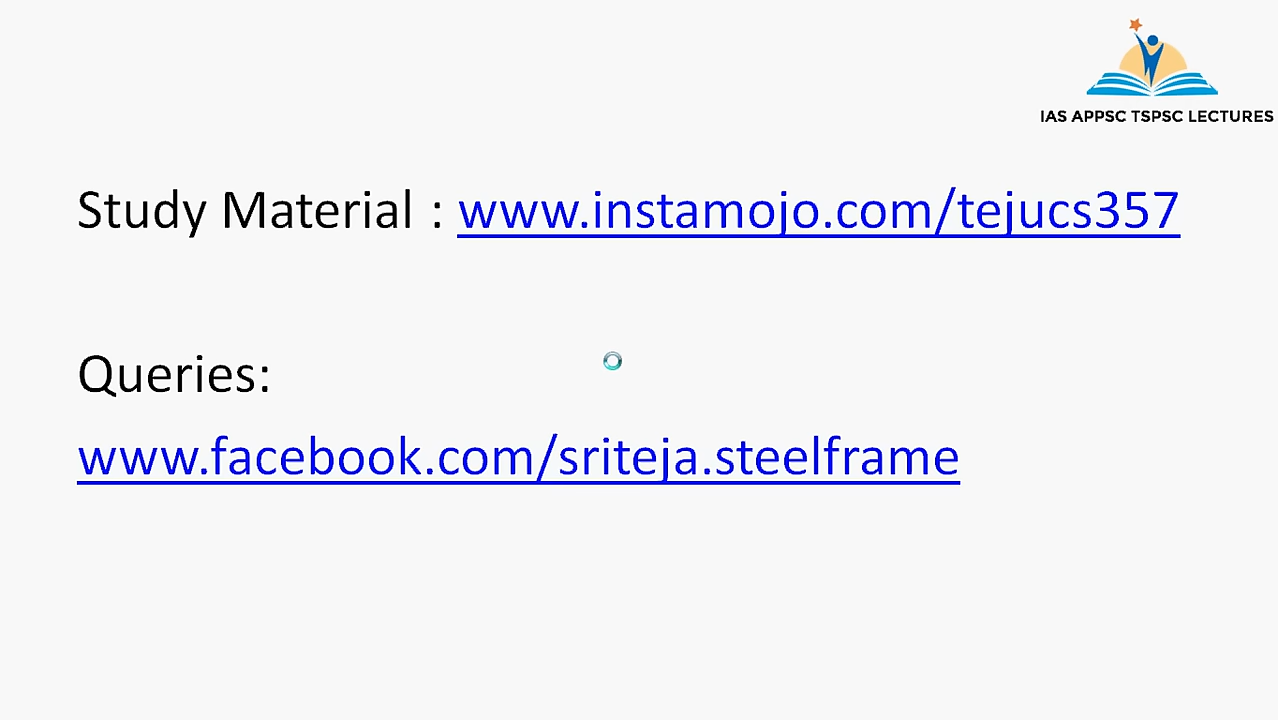 IAS APPSC TSPSC LECTURES
Study Material : www.instamojo.com/tejucs357
Queries:
www.facebook.com/sriteja.steelframe